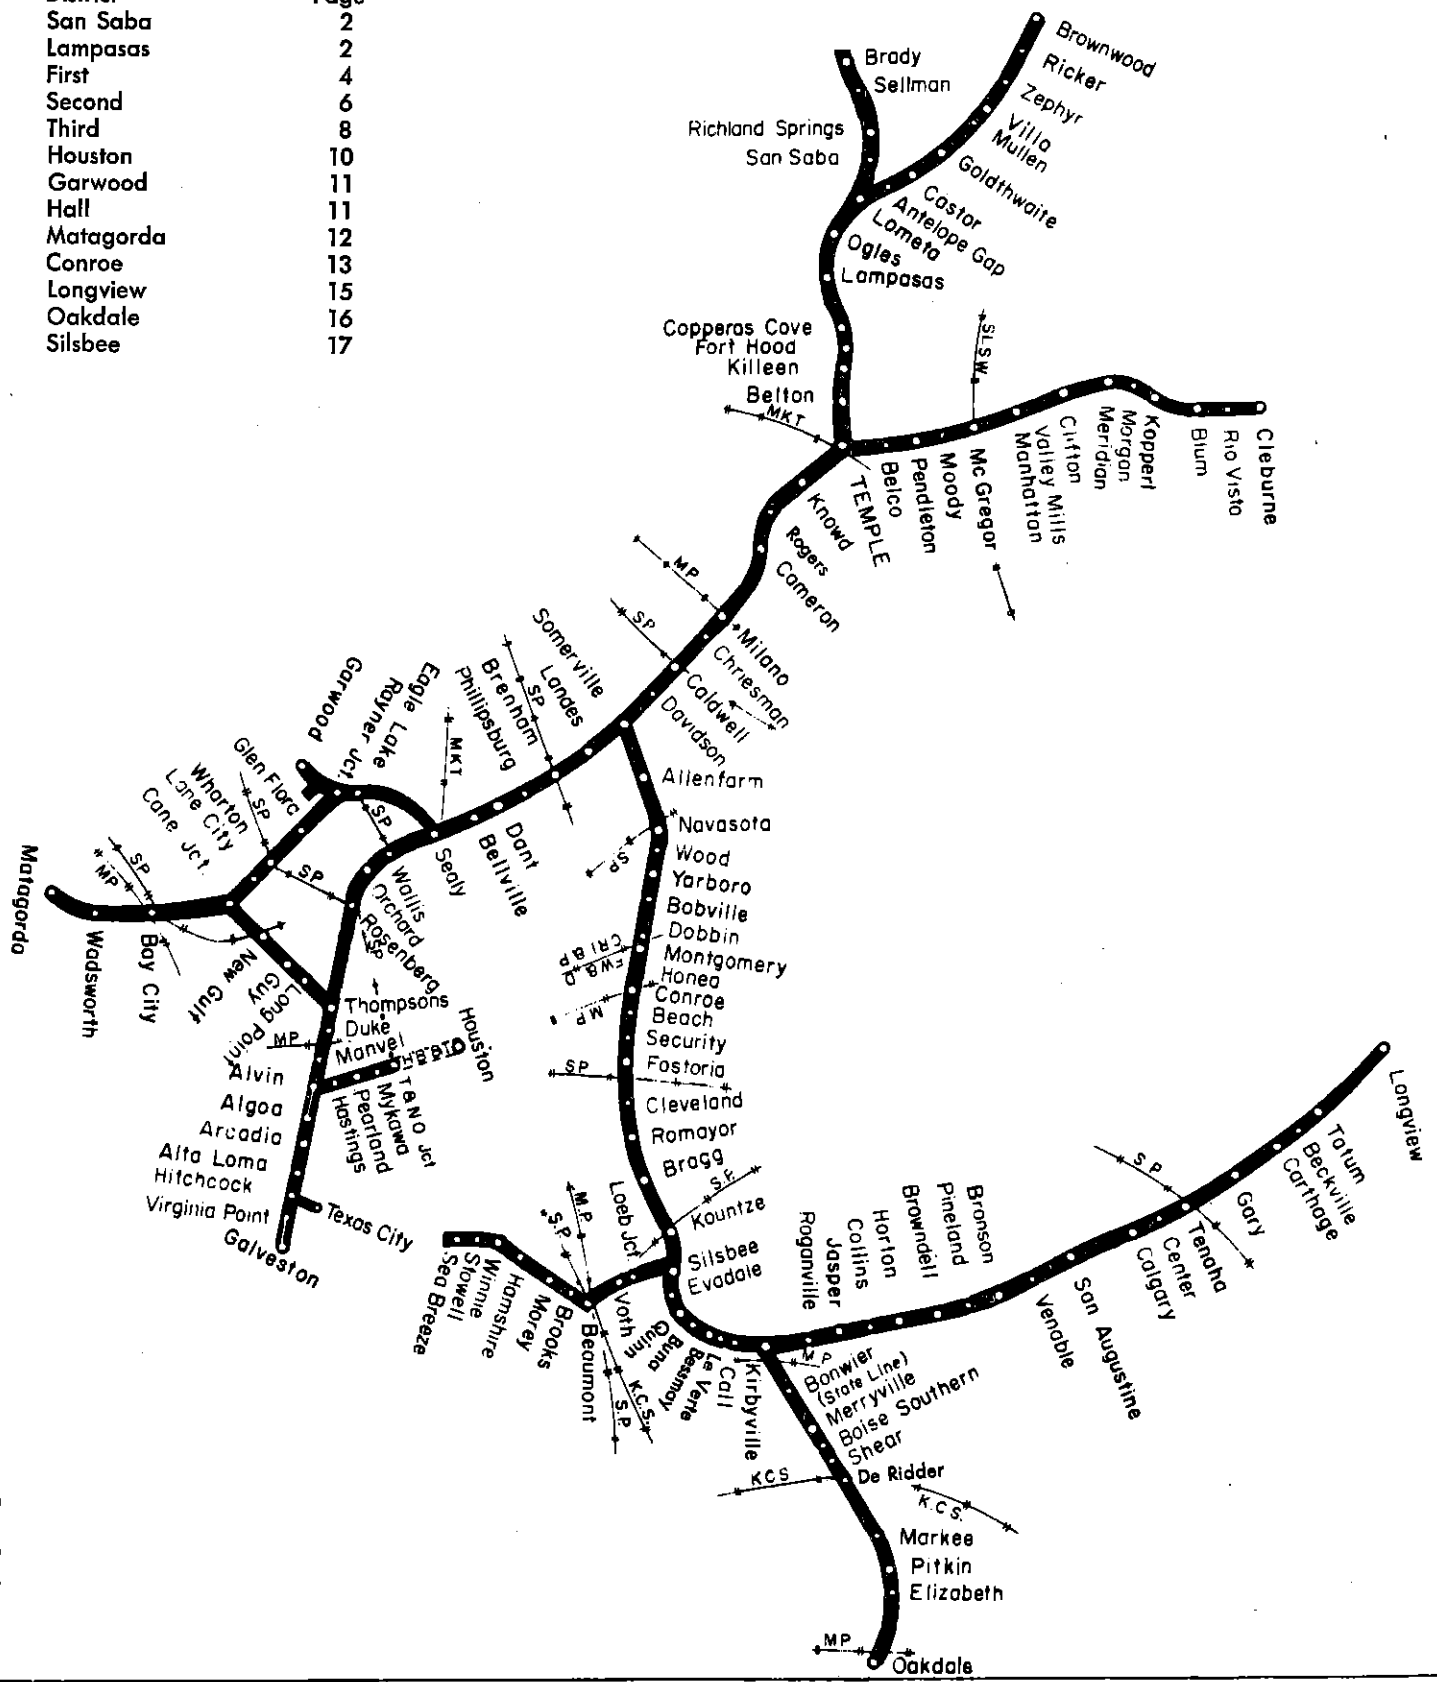 San Saba 2
Lampasas 2
First 4
Second 6
Third 8
Houston 10
Garwood 11
Hall 11
Matagorda 12
Conroe 13
Longview 15
Oakdale 16
Silsbee 17
Brownwood
Ricker
Zephyr
Villa
Mullen
Goldthwaite
Castor
Antelope Gap
Lometa
Ogles
Lampasas
Brady
Sellman
Richland Springs
San Saba
Copperas Cove
Fort Hood
Killeen
Belton
MKT
SLSW
TEMPLE
Belco
Pendleton
Moody
Mc Gregor
Manhattan
Valley Mills
Clifton
Meridian
Morgan
Koppert
Blum
Rio Vista
Cleburne
Knowd
Rogers
Cameron
MP
SP
Milano
Chriesman
Caldwell
Davidson
Somerville
Landes
SP
Brenham
Phillipsburg
Dant
Bellville
MKT
Sealy
Eagle Lake
Rayner Jct.
Garwood
SP
Glen Flora
Wharton
SP
Lane City
Cane Jct.
SP
SP
MP
Matagorda
Wadsworth
Bay City
New Gulf
Guy
Long Point
Wallis
Orchard
Rosenberg
SP
Thompsons
Duke
MP
Manvel
Alvin
Algoa
Arcadia
Alta Loma
Hitchcock
Virginia Point
Galveston
Texas City
Hastings
Pearland
Mykawa
T&NO Jct
Houston
Allenfarm
Navasota
SP
Wood
Yarboro
Bobville
Dobbin
CRI&P
FW&D
Montgomery
Honea
Conroe
MP
Beach
Security
Fostoria
SP
Cleveland
Romayor
Bragg
S.P.
Kountze
Loeb Jct.
Silsbee
Evadale
M.P.
S.P.
Sea Breeze
Stowell
Winnie
Hamshire
Morey
Brooks
Beaumont
Voth
S.P.
K.C.S.
Quinn
Buna
Bessmay
Le Verte
Call
Kirbyville
M.P
Roganville
Jasper
Collins
Horton
Browndell
Pineland
Bronson
Venable
San Augustine
Calgary
Center
Tenaha
SP
Gary
Carthage
Beckville
Tatum
Longview
Bonwier
(State Line)
Merryville
Boise Southern
Shear
De Ridder
KCS
K.C.S.
Markee
Pitkin
Elizabeth
MP
Oakdale